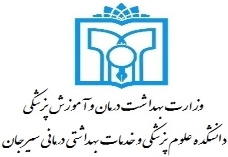 وزارت بهداشت درمان و آموزش پزشکی
دانشکده علوم پزشکی و خدمات بهداشتی درمانی سیرجان